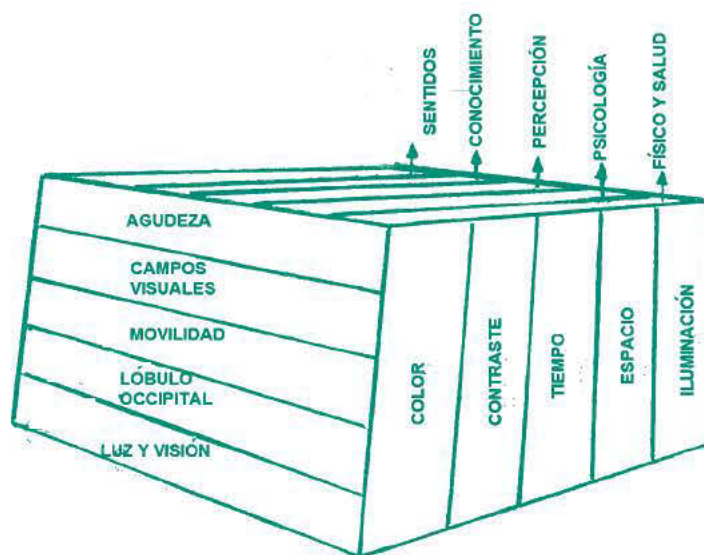 SENTIDOS
CONOCIMIENTO
PERCEPCIÓN
PSICOLOGÍA
FÍSICO Y SALUD
AGUDEZA
CAMPOS
VISUALES
MOVILIDAD
LÓBULO
OCCIPITAL
LUZ Y VISIÓN
COLOR
CONTRASTE
TIEMPO
ESPACIO
ILUMINACIÓN